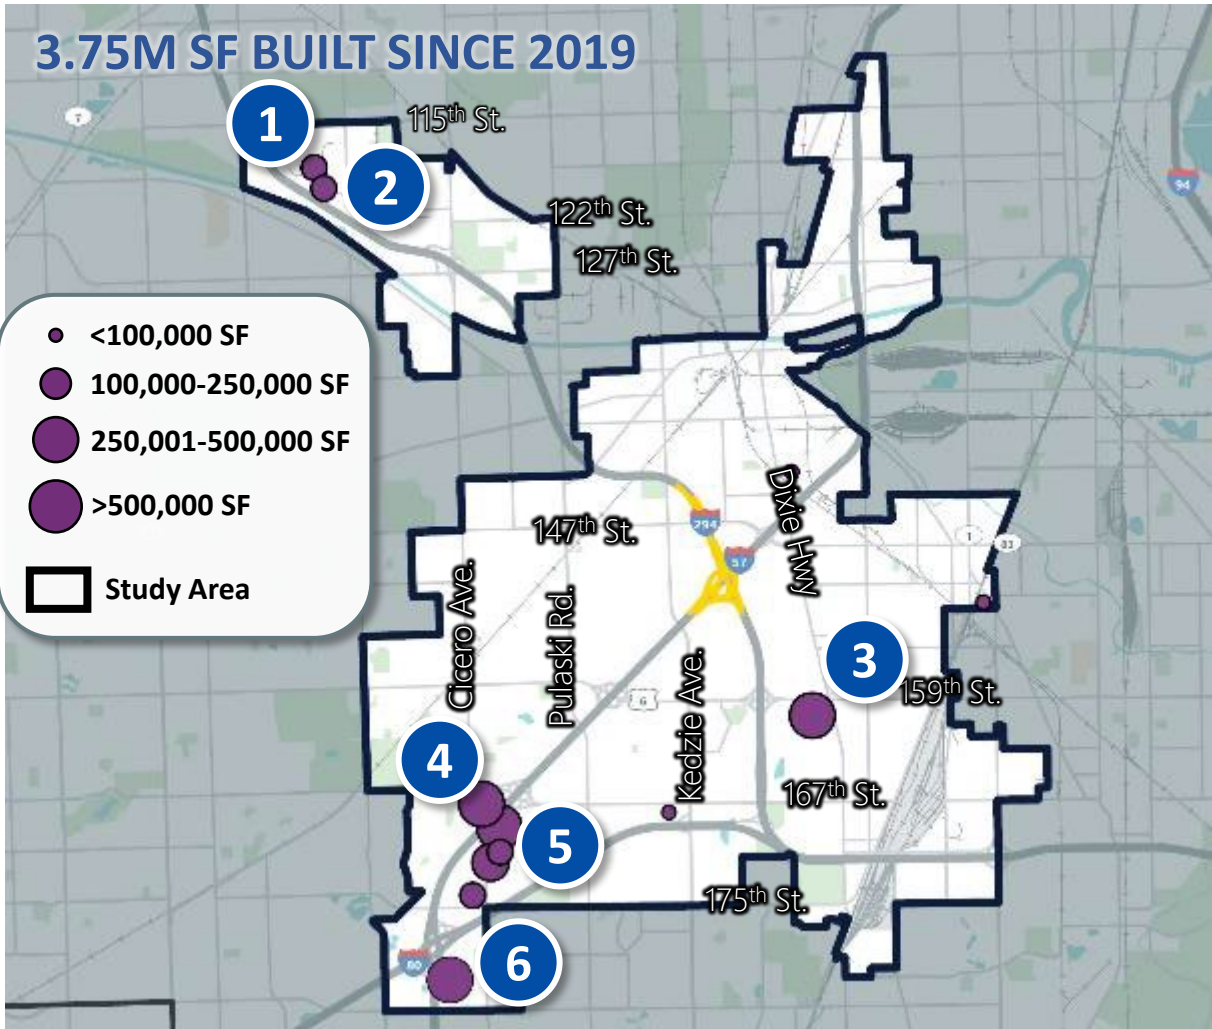 3.75M SF BUILT SINCE 2019
1
115th St.
7
2
94
122th St.
127th St.
<100,000 SF
100,000-250,000 SF
250,001-500,000 SF
>500,000 SF
Study Area
Dixie Hwy
147th St.
294
1
83
57
Cicero Ave.
Pulaski Rd.
3
Kedzie Ave.
159th St.
6
4
167th St.
5
175th St.
80
6